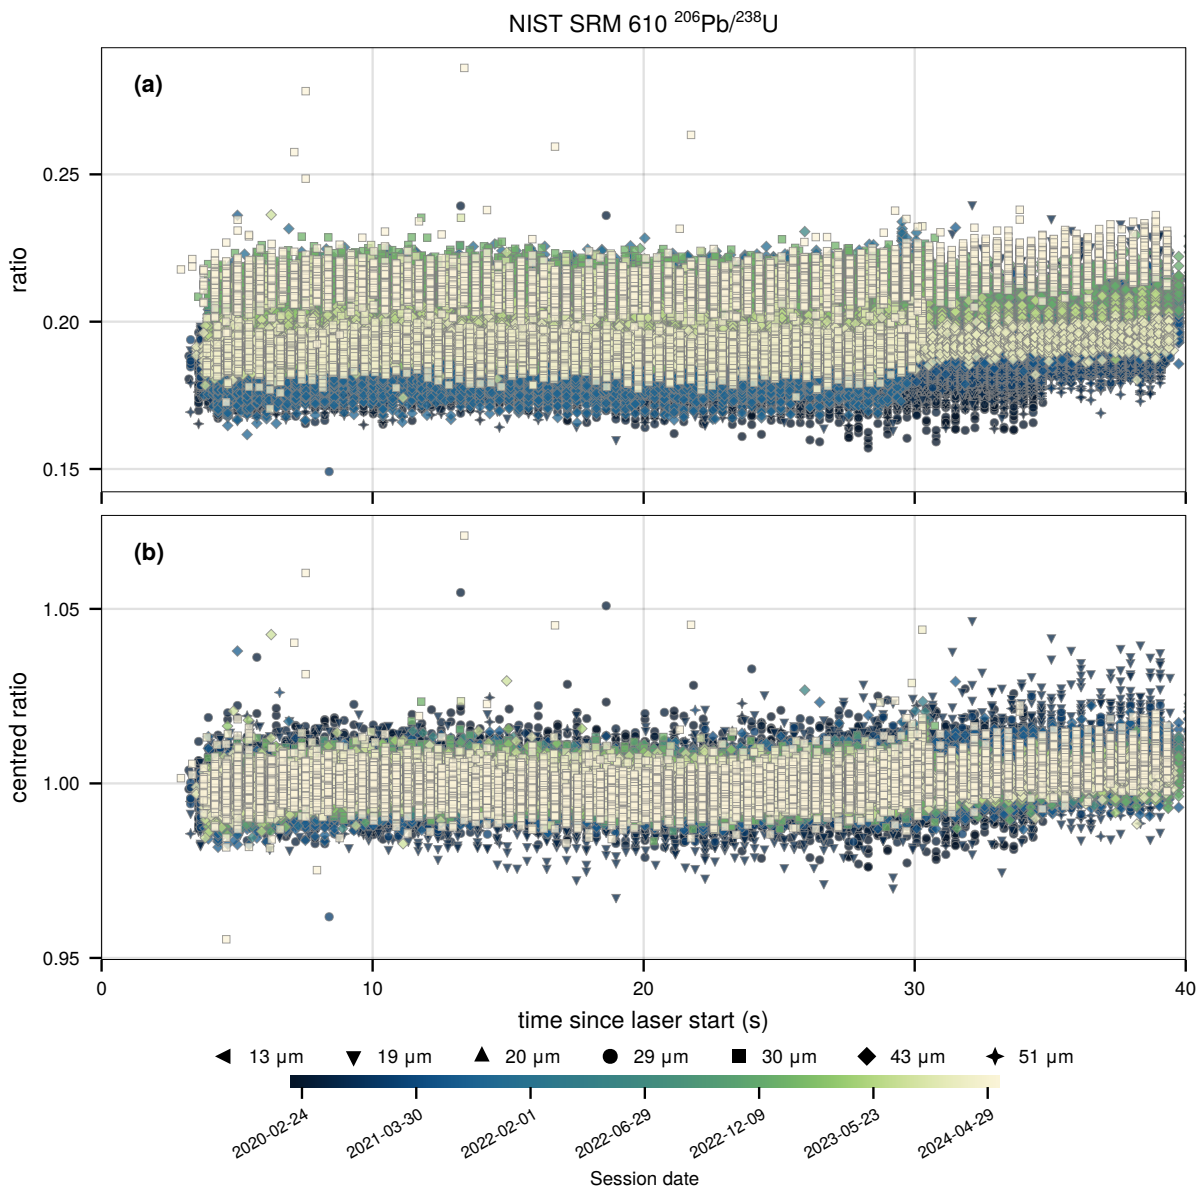 NIST SRM 610 ²⁰⁶Pb/²³⁸U
(a)
ratio
0.25
0.20
0.15
(b)
centred ratio
1.05
1.00
0.95
0 10 20 30 40
time since laser start (s)
13 µm 19 µm 20 µm 29 µm 30 µm 43 µm 51 µm
2020-02-24 2021-03-30 2022-02-01 2022-06-29 2022-12-09 2023-05-23 2024-04-29
Session date